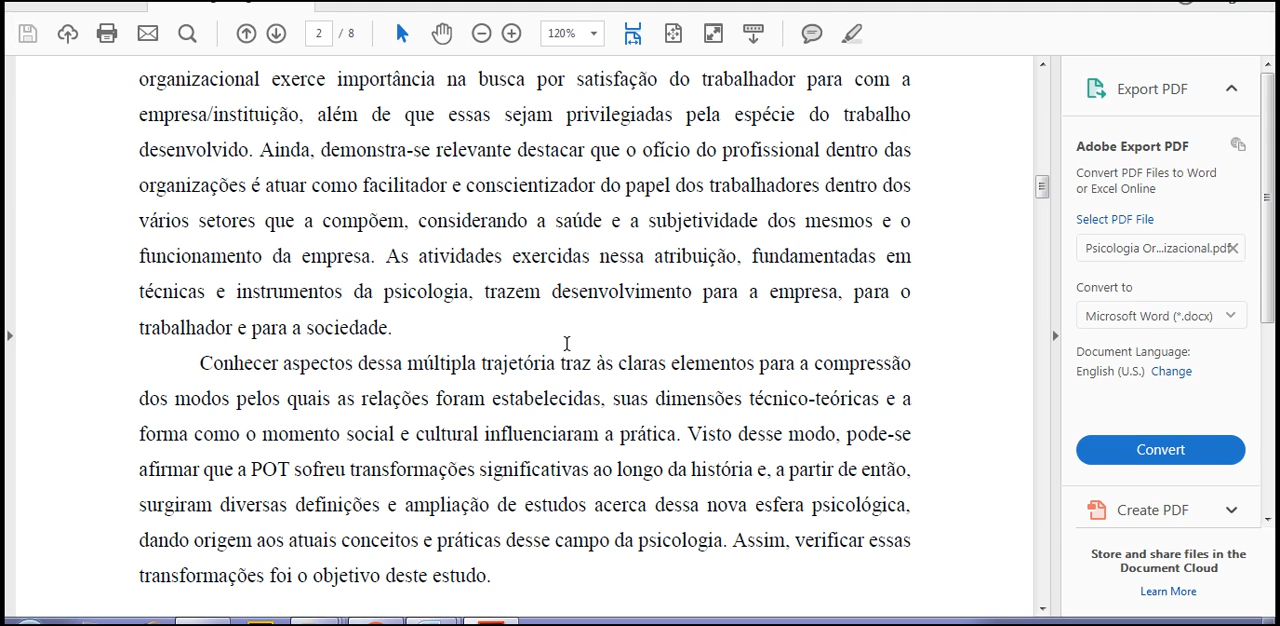 2 / 8
120%
organizacional exerce importância na busca por satisfação do trabalhador para com a
empresa/instituição, além de que essas sejam privilegiadas pela espécie do trabalho
desenvolvido. Ainda, demonstra-se relevante destacar que o ofício do profissional dentro das
organizações é atuar como facilitador e conscientizador do papel dos trabalhadores dentro dos
vários setores que a compõem, considerando a saúde e a subjetividade dos mesmos e o
funcionamento da empresa. As atividades exercidas nessa atribuição, fundamentadas em
técnicas e instrumentos da psicologia, trazem desenvolvimento para a empresa, para o
trabalhador e para a sociedade.
Conhecer aspectos dessa múltipla trajetória traz às claras elementos para a compressão
dos modos pelos quais as relações foram estabelecidas, suas dimensões técnico-teóricas e a
forma como o momento social e cultural influenciaram a prática. Visto desse modo, pode-se
afirmar que a POT sofreu transformações significativas ao longo da história e, a partir de então,
surgiram diversas definições e ampliação de estudos acerca dessa nova esfera psicológica,
dando origem aos atuais conceitos e práticas desse campo da psicologia. Assim, verificar essas
transformações foi o objetivo deste estudo.
Export PDF
Adobe Export PDF
Convert PDF Files to Word
or Excel Online
Select PDF File
Psicologia Or...izacional.pdf
Convert to
Microsoft Word (*.docx)
Document Language:
English (U.S.) Change
Convert
Create PDF
Store and share files in the
Document Cloud
Learn More